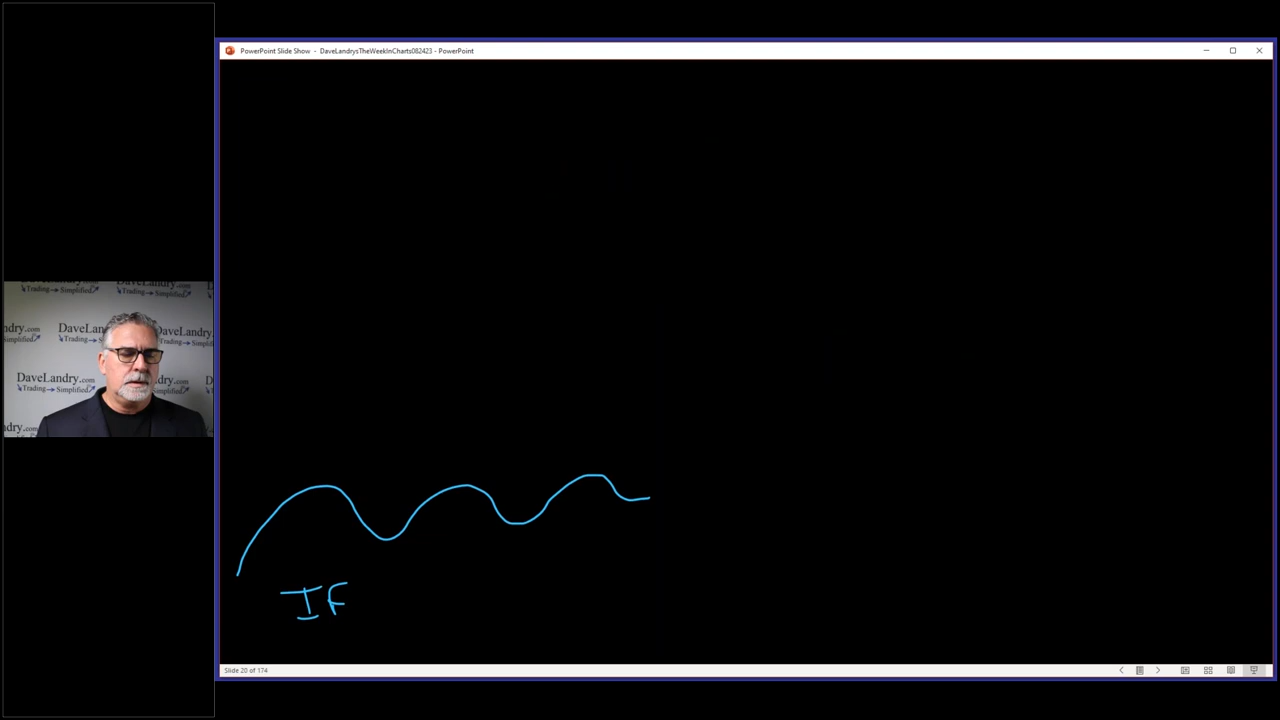 PowerPoint Slide Show - DaveLandrysTheWeekInCharts082423 - PowerPoint
DaveLandry.com
Trading Simplified
IF
Slide 20 of 174